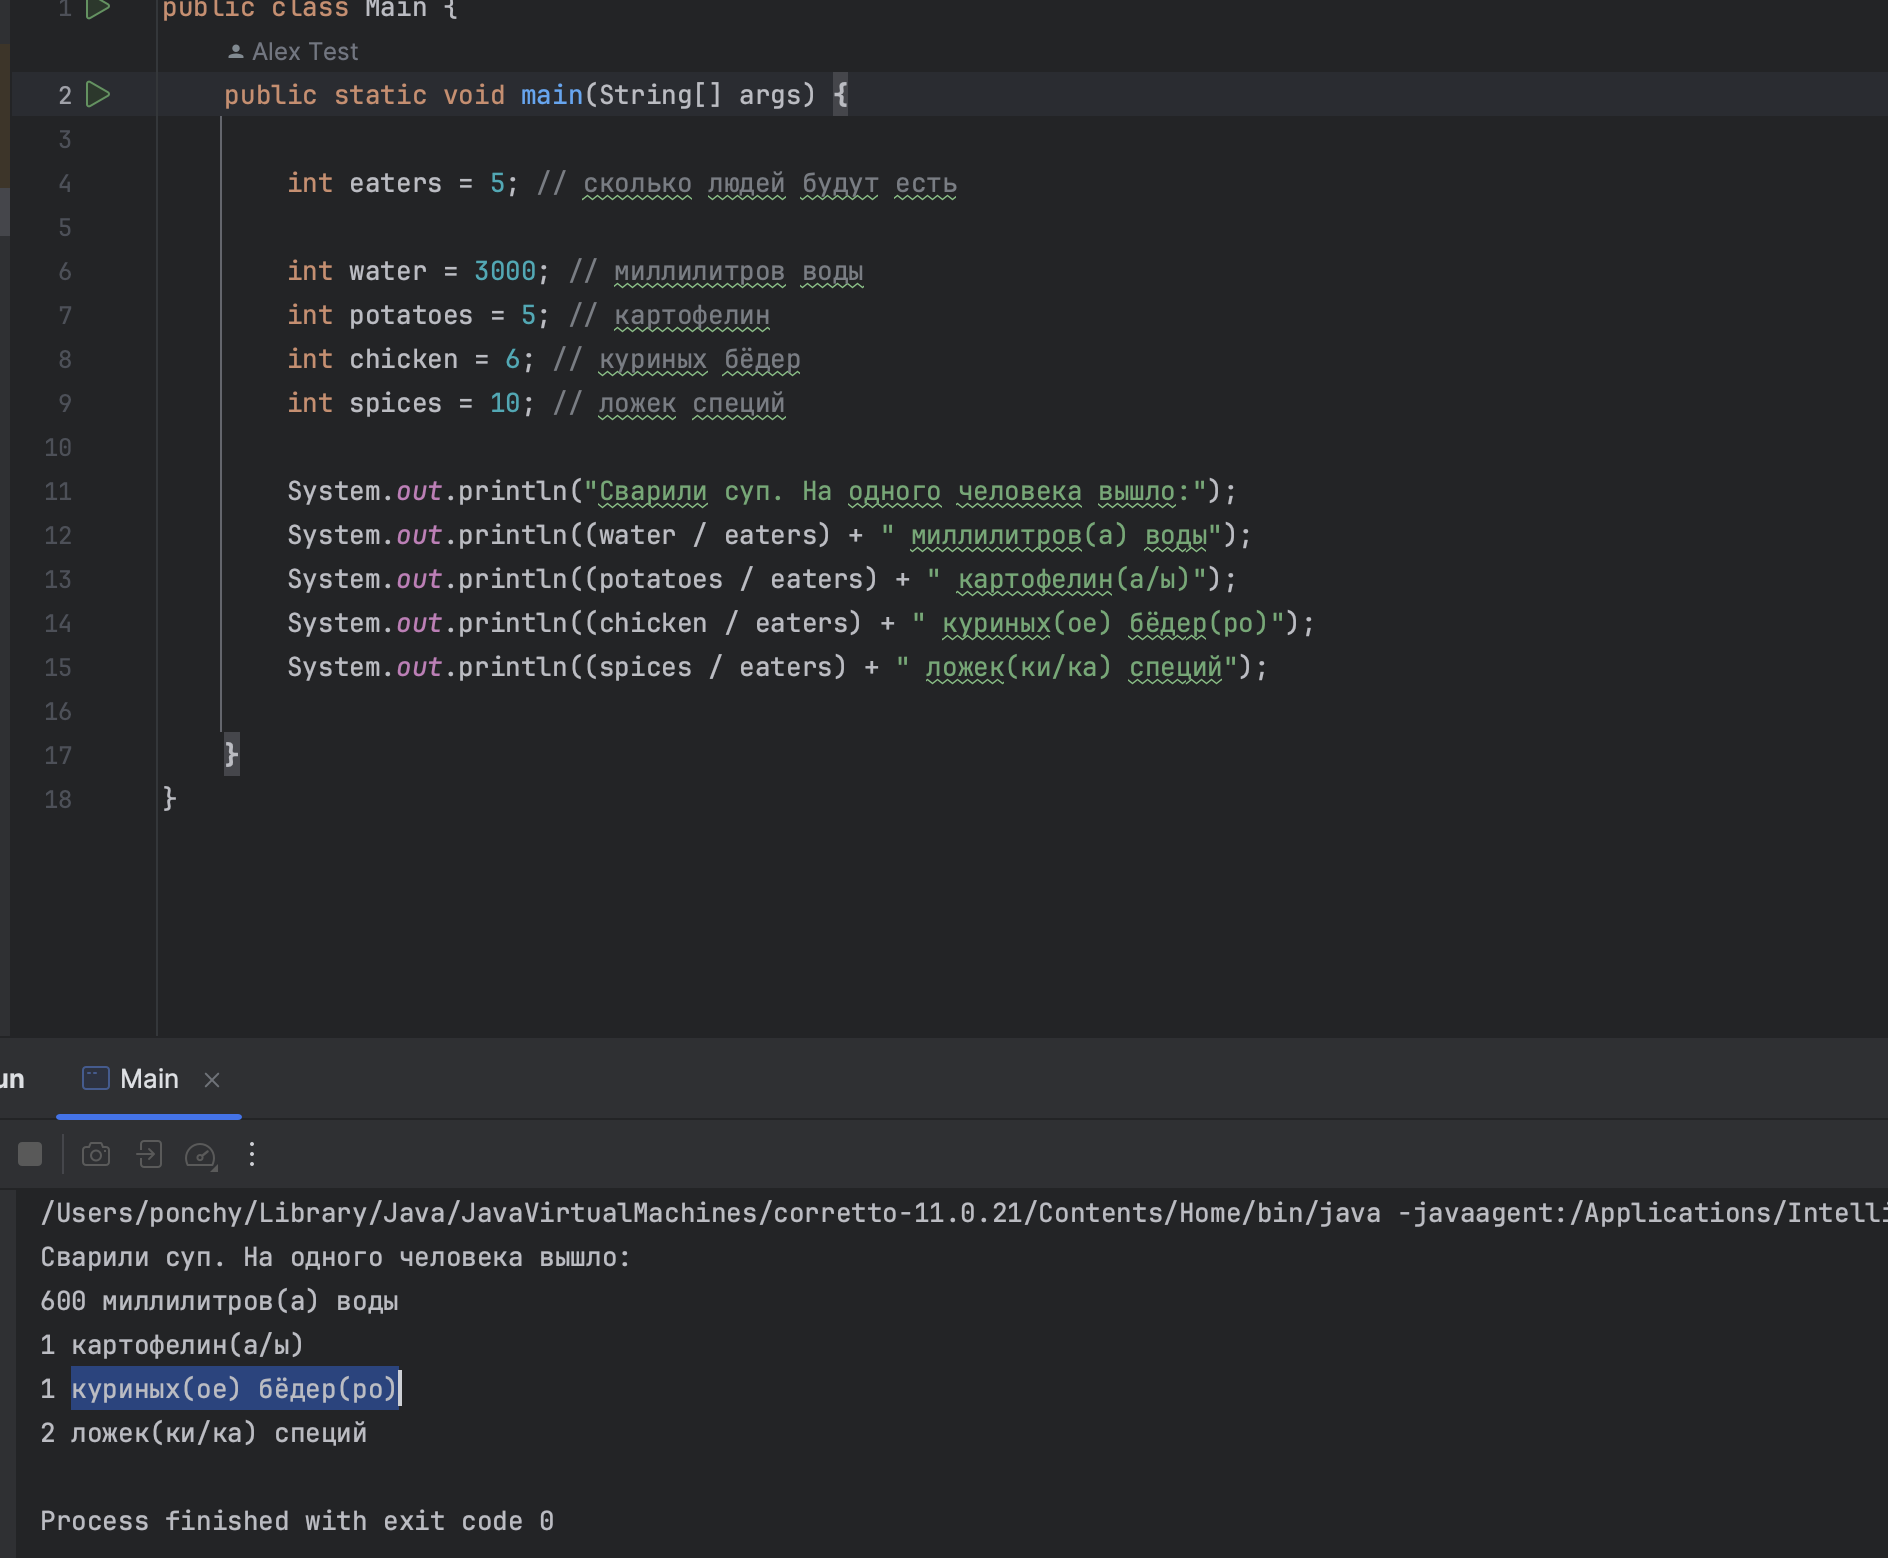 1 public class Main {
Alex Test
2 public static void main(String[] args) {
3
4 int eaters = 5; // сколько людей будут есть
5
6 int water = 3000; // миллилитров воды
7 int potatoes = 5; // картофелин
8 int chicken = 6; // куриных бёдер
9 int spices = 10; // ложек специй
10
11 System.out.println("Сварили суп. На одного человека вышло:");
12 System.out.println((water / eaters) + " миллилитров(а) воды");
13 System.out.println((potatoes / eaters) + " картофелин(а/ы)");
14 System.out.println((chicken / eaters) + " куриных(ое) бёдер(ро)");
15 System.out.println((spices / eaters) + " ложек(ки/ка) специй");
16
17 }
18 }
un Main
/Users/ponchy/Library/Java/JavaVirtualMachines/corretto-11.0.21/Contents/Home/bin/java -javaagent:/Applications/Intelli
Сварили суп. На одного человека вышло:
600 миллилитров(а) воды
1 картофелин(а/ы)
1 куриных(ое) бёдер(ро)
2 ложек(ки/ка) специй
Process finished with exit code 0